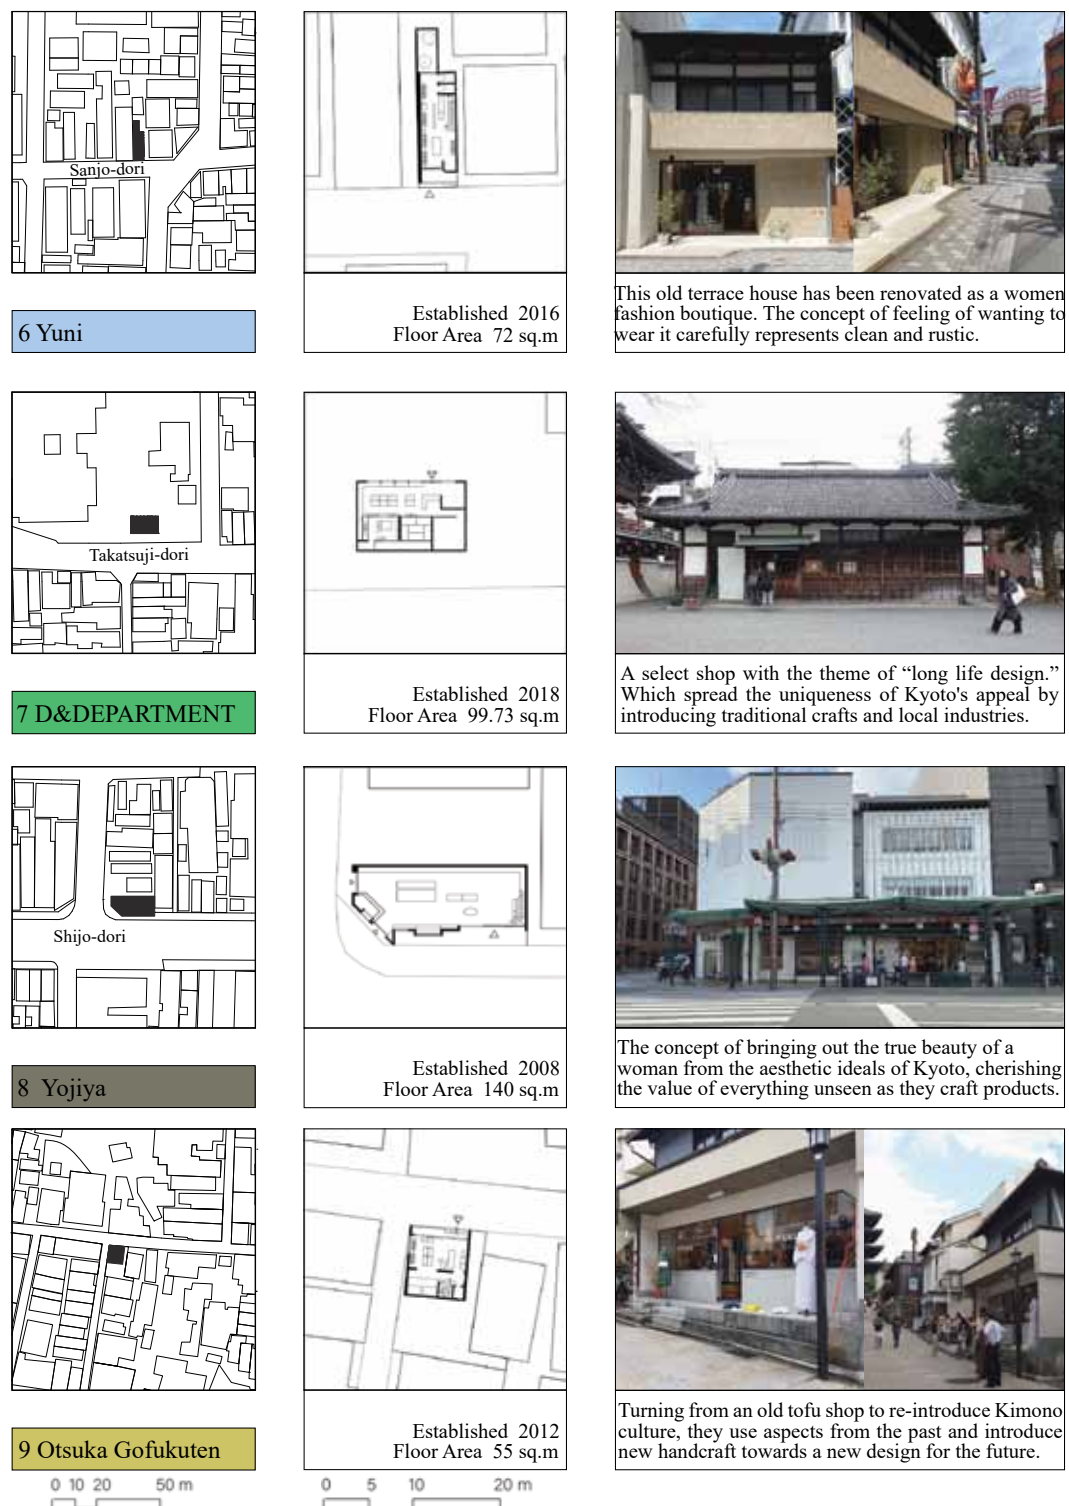 Sanjo-dori
6 Yuni
Established 2016
Floor Area 72 sq.m
This old terrace house has been renovated as a women
fashion boutique. The concept of feeling of wanting to
wear it carefully represents clean and rustic.
Takatsuji-dori
7 D&DEPARTMENT
Established 2018
Floor Area 99.73 sq.m
A select shop with the theme of “long life design.”
Which spread the uniqueness of Kyoto's appeal by
introducing traditional crafts and local industries.
Shijo-dori
8 Yojiya
Established 2008
Floor Area 140 sq.m
The concept of bringing out the true beauty of a
woman from the aesthetic ideals of Kyoto, cherishing
the value of everything unseen as they craft products.
9 Otsuka Gofukuten
Established 2012
Floor Area 55 sq.m
Turning from an old tofu shop to re-introduce Kimono
culture, they use aspects from the past and introduce
new handcraft towards a new design for the future.
0 10 20 50 m
0 5 10 20 m